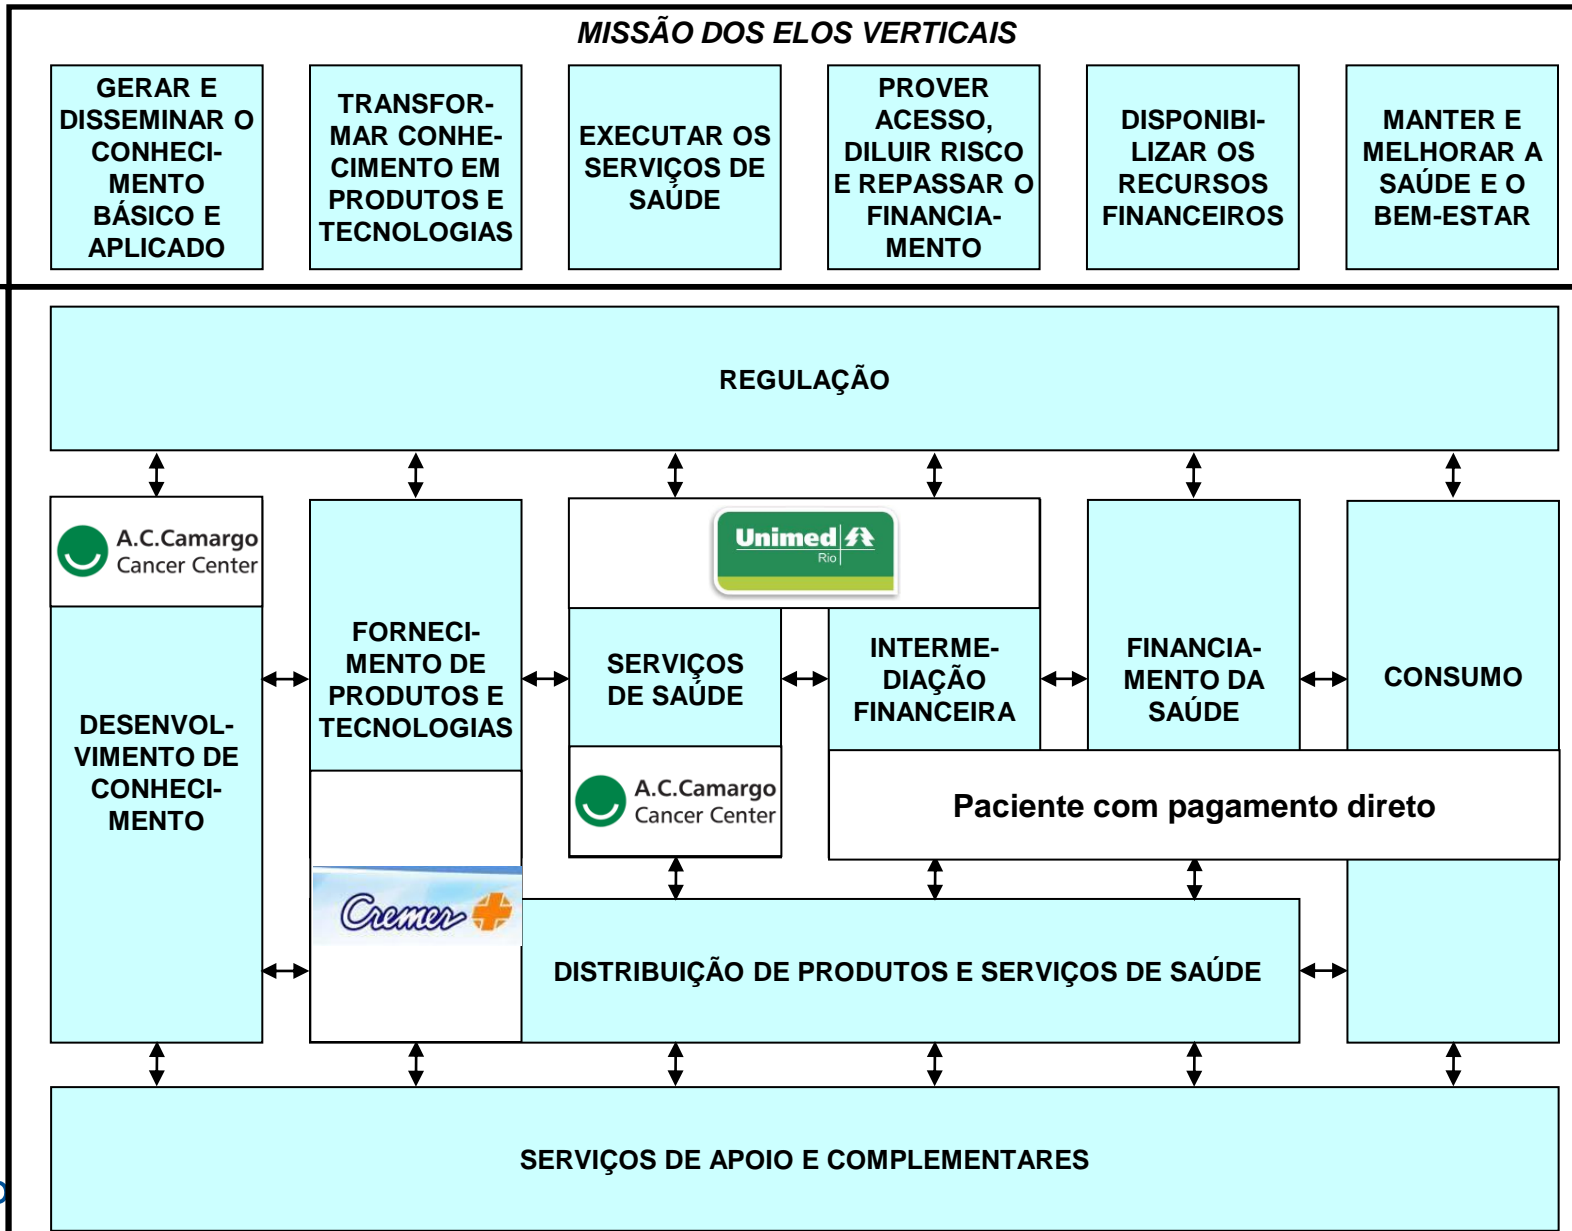 MISSÃO DOS ELOS VERTICAIS
GERAR E
DISSEMINAR O
CONHECI-
MENTO
BÁSICO E
APLICADO
TRANSFOR-
MAR CONHE-
CIMENTO EM
PRODUTOS E
TECNOLOGIAS
EXECUTAR OS
SERVIÇOS DE
SAÚDE
PROVER
ACESSO,
DILUIR RISCO
E REPASSAR O
FINANCIA-
MENTO
DISPONIBI-
LIZAR OS
RECURSOS
FINANCEIROS
MANTER E
MELHORAR A
SAÚDE E O
BEM-ESTAR
REGULAÇÃO
A.C.Camargo
Cancer Center
DESENVOL-
VIMENTO DE
CONHECI-
MENTO
FORNECI-
MENTO DE
PRODUTOS E
TECNOLOGIAS
Cremer
Unimed
Rio
SERVIÇOS
DE SAÚDE
A.C.Camargo
Cancer Center
INTERME-
DIAÇÃO
FINANCEIRA
FINANCIA-
MENTO DA
SAÚDE
CONSUMO
Paciente com pagamento direto
DISTRIBUIÇÃO DE PRODUTOS E SERVIÇOS DE SAÚDE
SERVIÇOS DE APOIO E COMPLEMENTARES